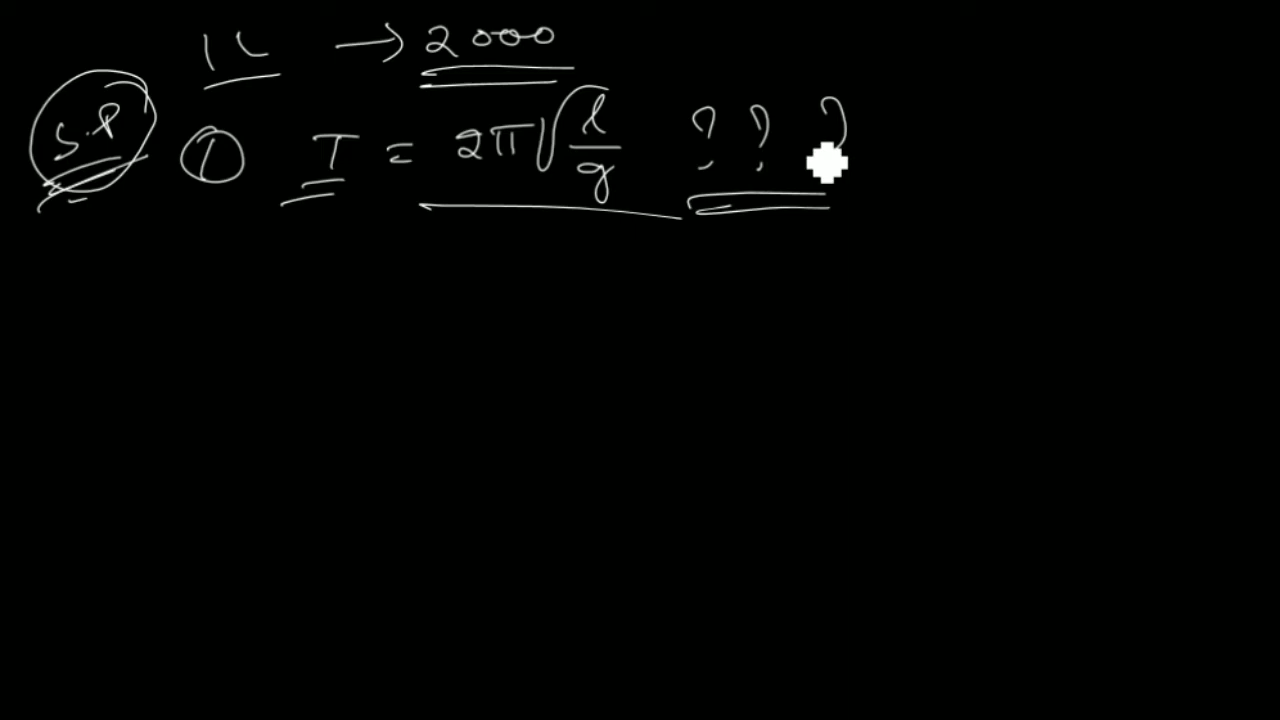 1L → 2000
S.P ① T = 2π√l/g ? ? ?